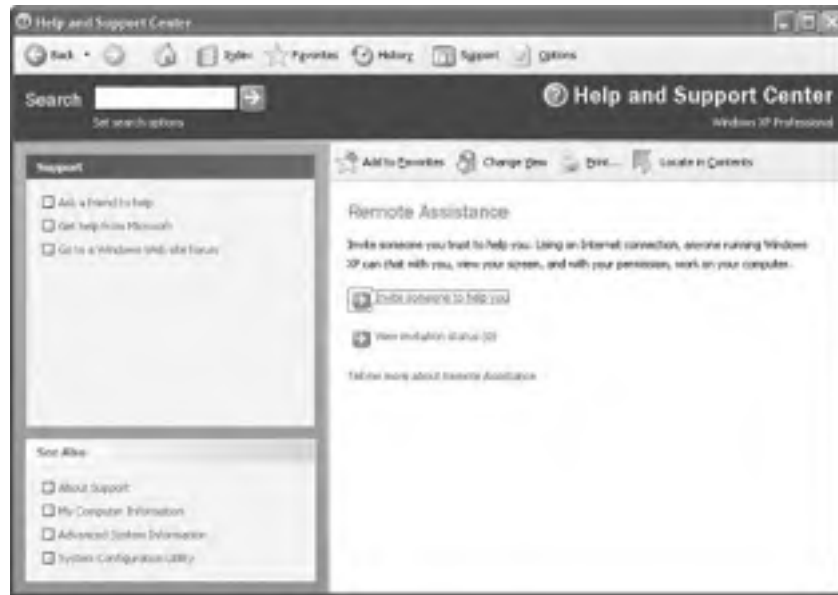 Help and Support Center
Back
Index
Favorites
History
Support
Options
Search
Set search options
Help and Support Center
Windows XP Professional
Support
Ask a friend to help
Get help from Microsoft
Go to a Windows Web site forum
See Also
About Support
My Computer Information
Advanced System Information
System Configuration Utility
Add to Favorites
Change View
Print...
Locate in Contents
Remote Assistance
Invite someone you trust to help you. Using an Internet connection, anyone running Windows
XP can chat with you, view your screen, and with your permission, work on your computer.
Invite someone to help you
View invitation status (0)
Tell me more about Remote Assistance